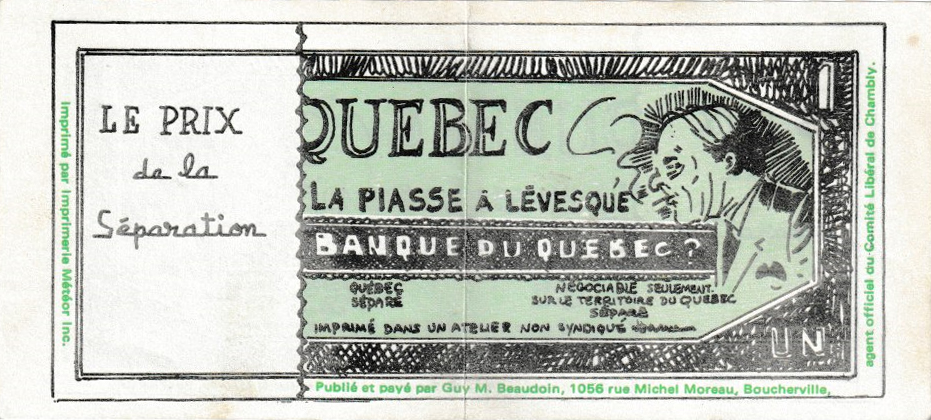 LE PRIX
de la
Séparation
QUEBEC
LA PIASSE À LÉVESQUE
BANQUE DU QUEBEC ?
QUÉBEC
SÉPARÉ
NÉGOCIABLE SEULEMENT
SUR LE TERRITOIRE DU QUEBEC
SÉPARÉ
IMPRIMÉ DANS UN ATELIER NON SYNDIQUÉ
1
UN
Imprimé par Imprimerie Météor Inc.
Publié et payé par Guy M. Beaudoin, 1056 rue Michel Moreau, Boucherville,
agent officiel du Comité Libéral de Chambly.